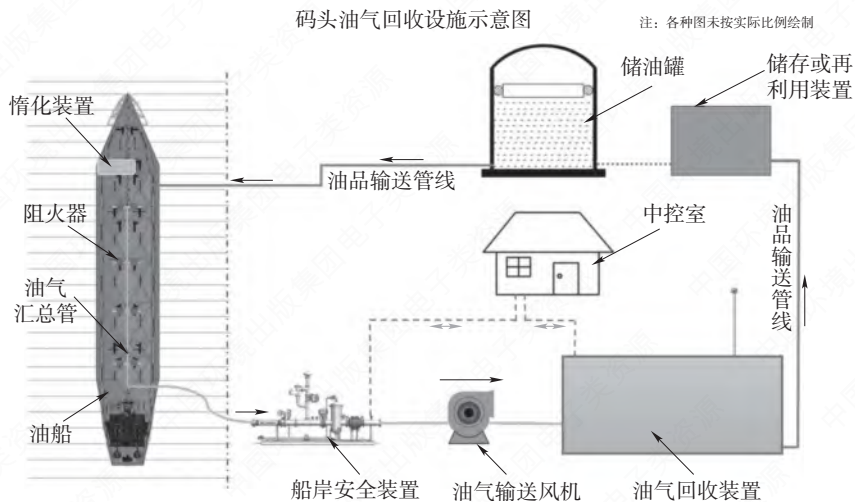 码头油气回收设施示意图
注：各种图未按实际比例绘制
惰化装置
储油罐
储存或再
利用装置
油品输送管线
阻火器
中控室
油品输送管线
油气
汇总管
油船
船岸安全装置
油气输送风机
油气回收装置